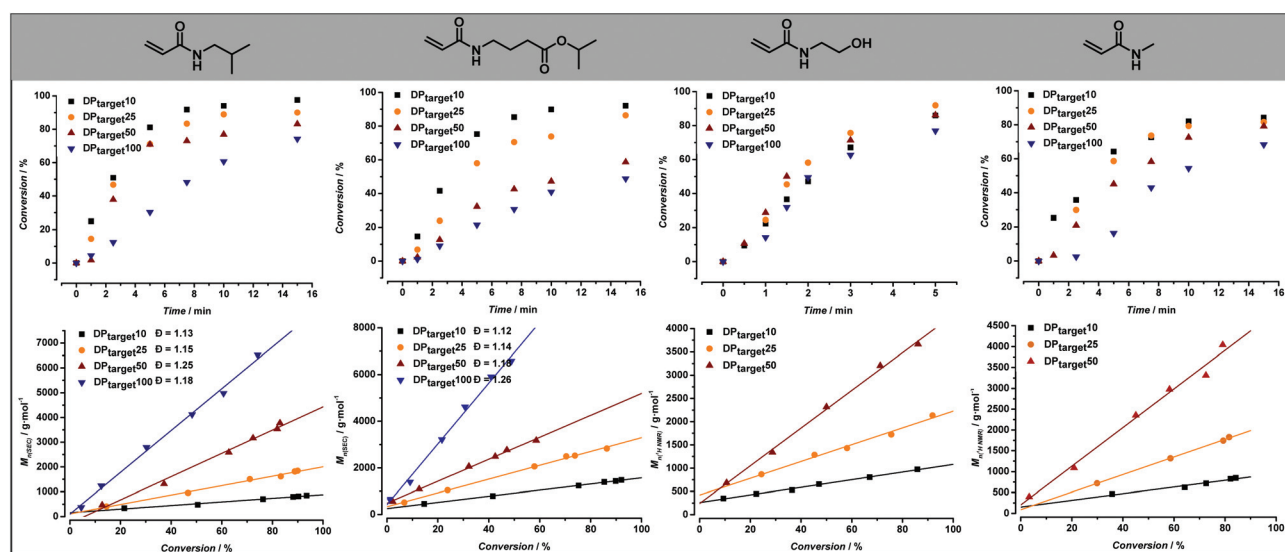 O
N
H
O
N
H
O
O
O
N
H
OH
O
N
H
100
80
60
40
20
0
Conversion / %
DPtarget10
DPtarget25
DPtarget50
DPtarget100
0 2 4 6 8 10 12 14 16
Time / min
100
80
60
40
20
0
Conversion / %
DPtarget10
DPtarget25
DPtarget50
DPtarget100
0 2 4 6 8 10 12 14 16
Time / min
100
80
60
40
20
0
Conversion / %
DPtarget10
DPtarget25
DPtarget50
DPtarget100
0 1 2 3 4 5
Time / min
100
80
60
40
20
0
Conversion / %
DPtarget10
DPtarget25
DPtarget50
DPtarget100
0 2 4 6 8 10 12 14 16
Time / min
7000
6000
5000
4000
3000
2000
1000
0
Mn(SEC) / g·mol-1
DPtarget10 Đ = 1.13
DPtarget25 Đ = 1.15
DPtarget50 Đ = 1.25
DPtarget100 Đ = 1.18
0 20 40 60 80 100
Conversion / %
8000
6000
4000
2000
0
Mn(SEC) / g·mol-1
DPtarget10 Đ = 1.12
DPtarget25 Đ = 1.14
DPtarget50
DPtarget100 Đ = 1.26
0 20 40 60 80 100
Conversion / %
4000
3500
3000
2500
2000
1500
1000
500
0
Mn(1H NMR) / g·mol-1
DPtarget10
DPtarget25
DPtarget50
0 20 40 60 80 100
Conversion / %
4500
4000
3500
3000
2500
2000
1500
1000
500
0
Mn(1H NMR) / g·mol-1
DPtarget10
DPtarget25
DPtarget50
0 20 40 60 80 100
Conversion / %